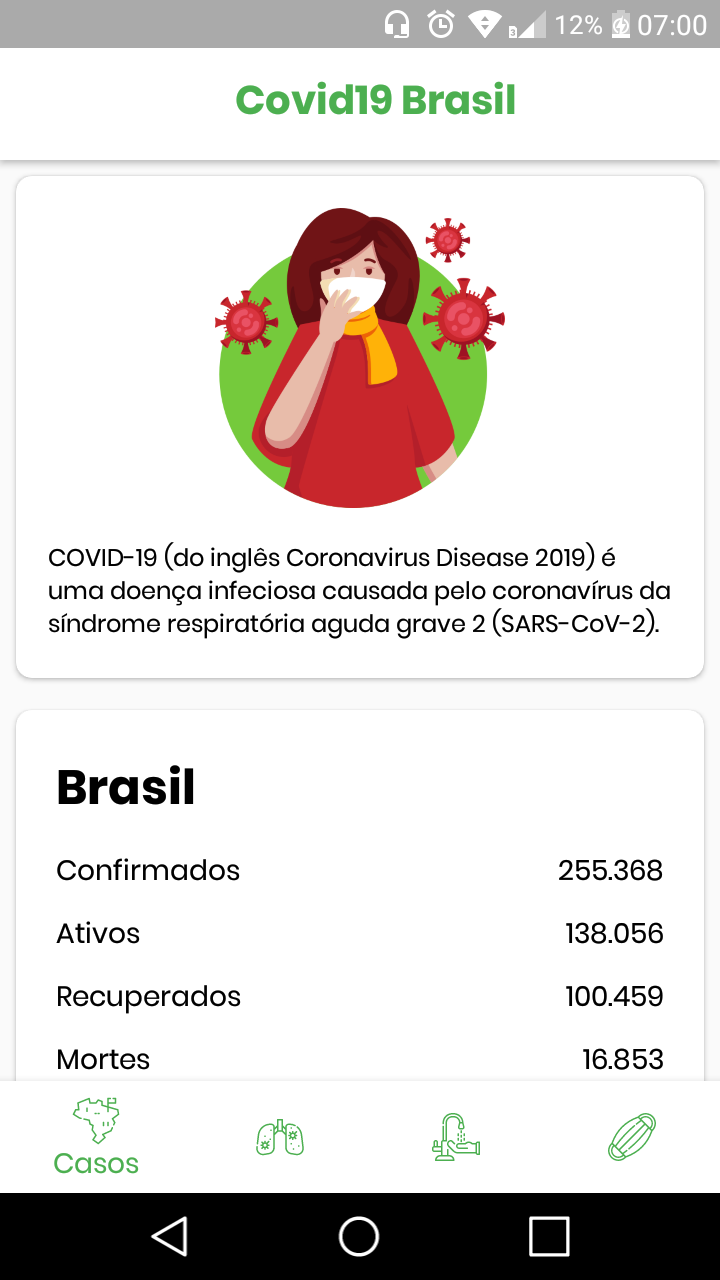 12% 07:00
Covid19 Brasil
COVID-19 (do inglês Coronavirus Disease 2019) é
uma doença infeciosa causada pelo coronavírus da
síndrome respiratória aguda grave 2 (SARS-CoV-2).
Brasil
Confirmados 255.368
Ativos 138.056
Recuperados 100.459
Mortes 16.853
Casos